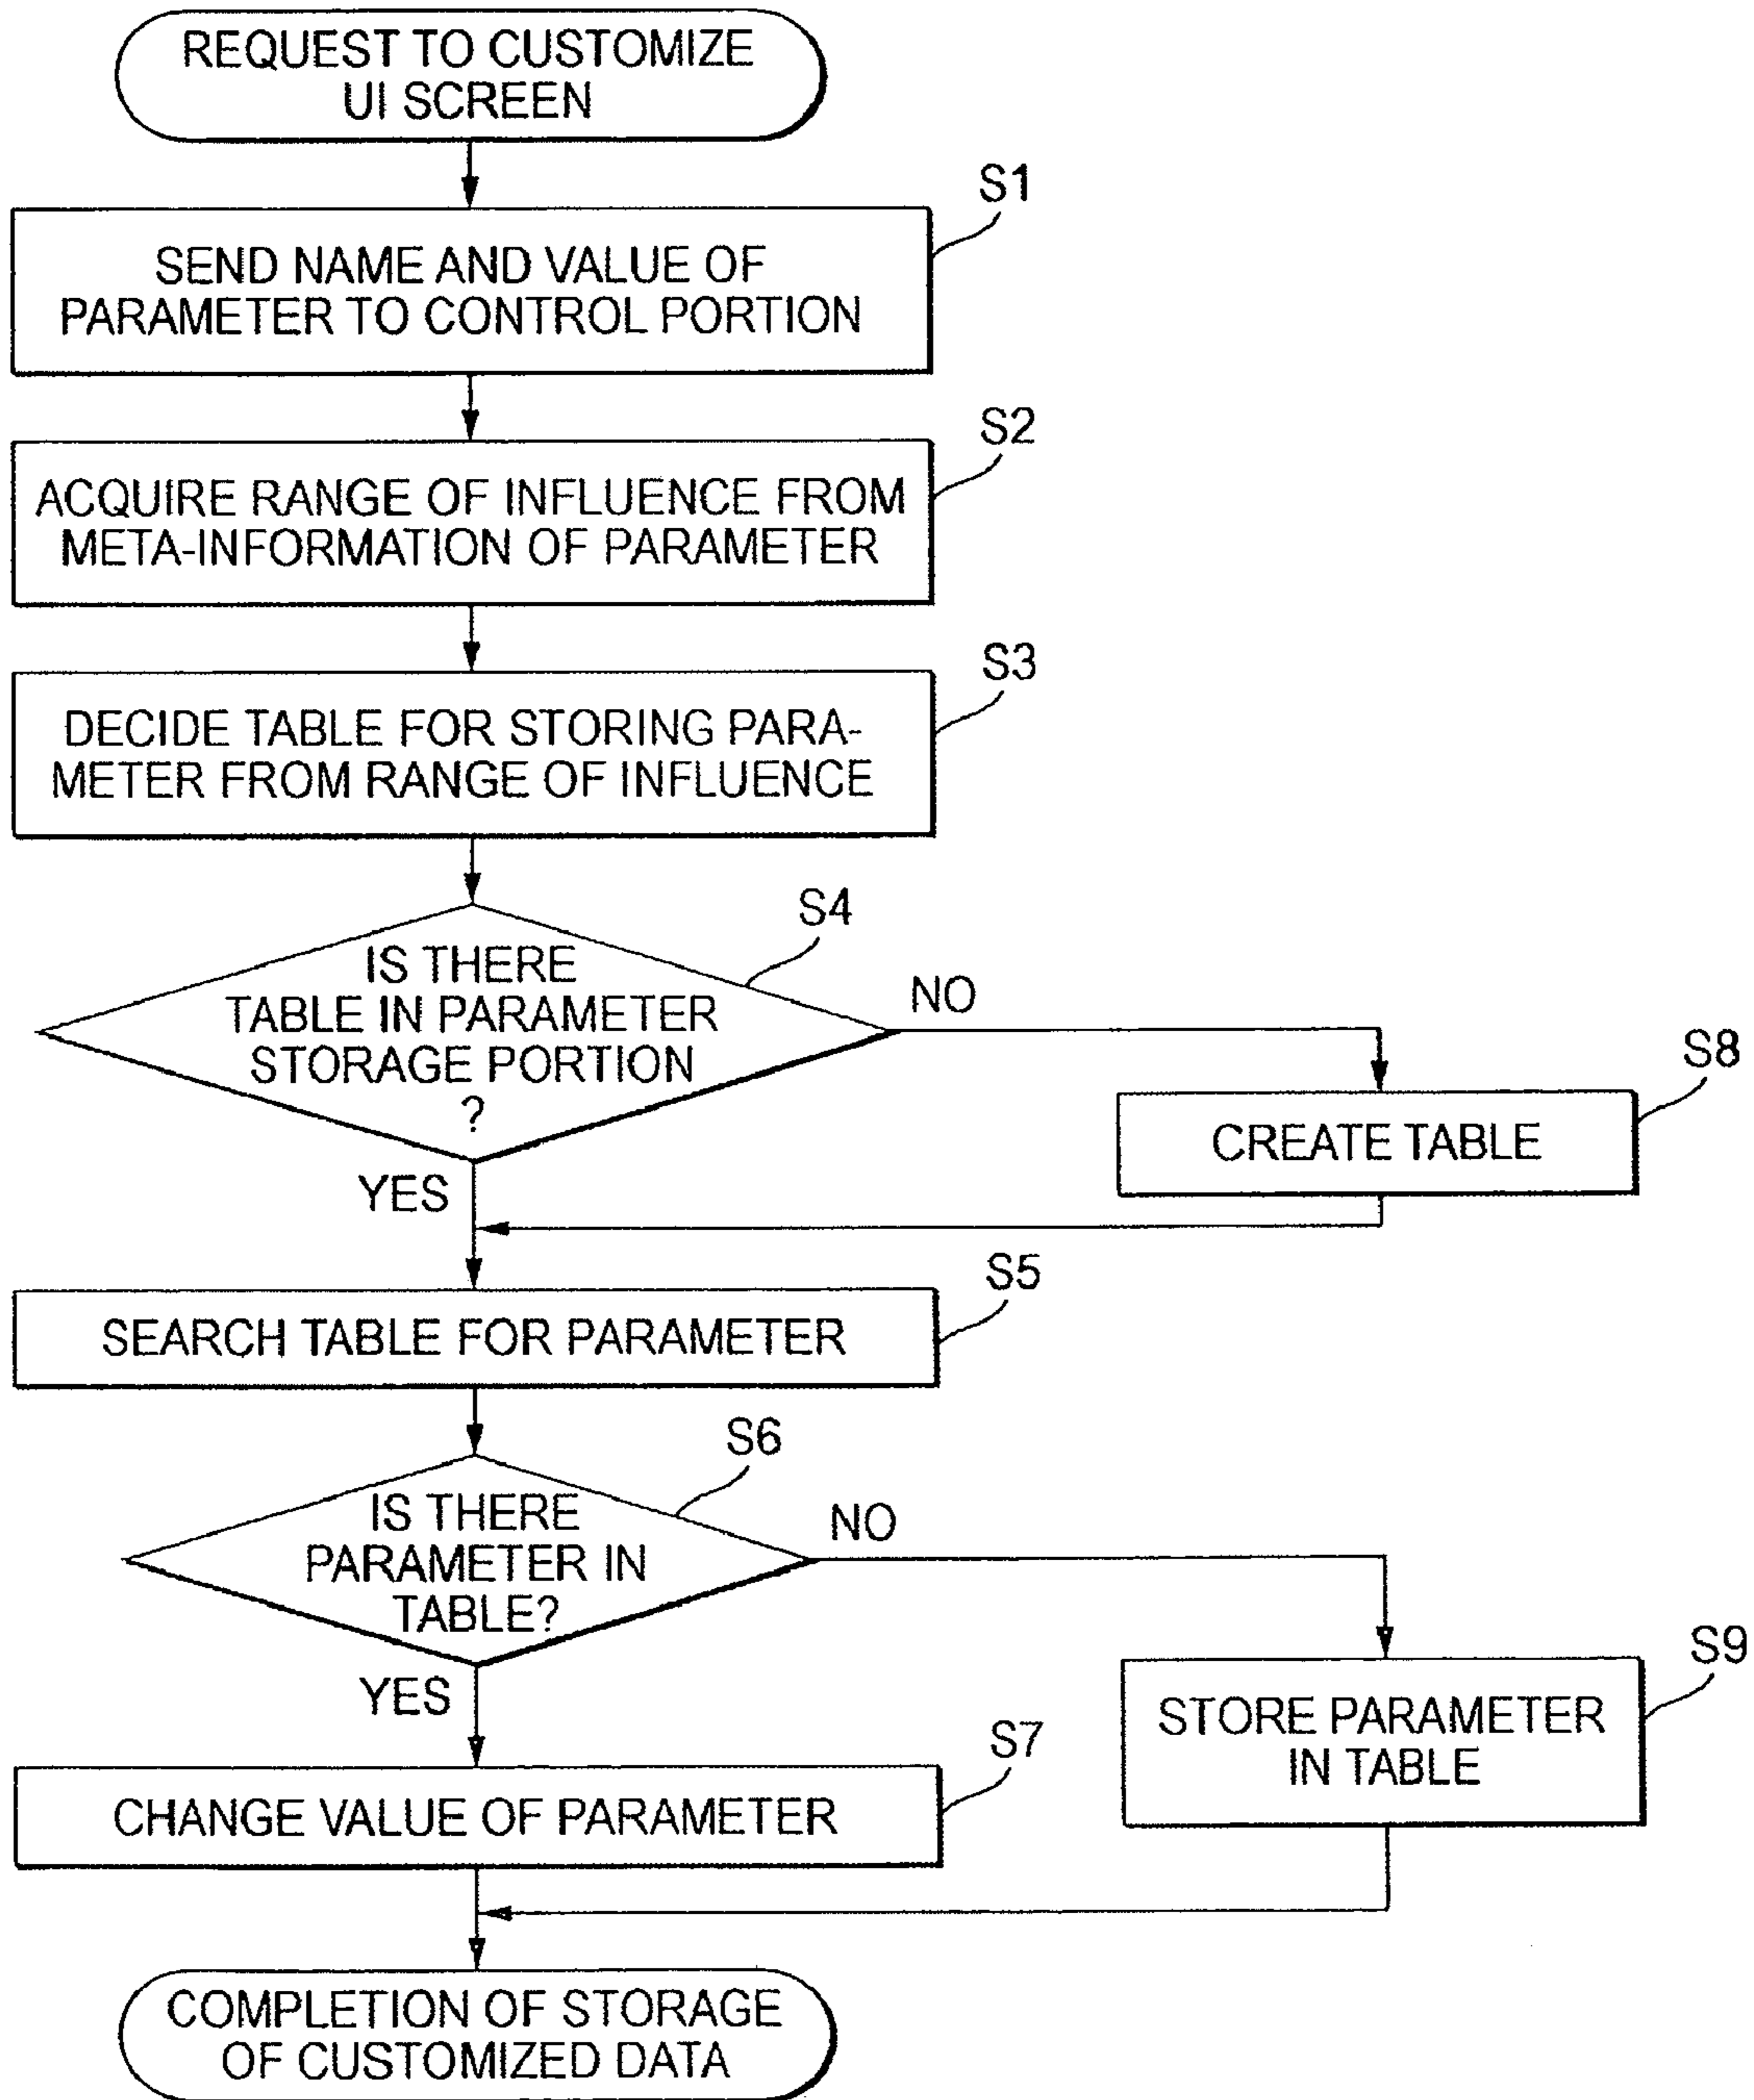 REQUEST TO CUSTOMIZE
UI SCREEN
S1
SEND NAME AND VALUE OF
PARAMETER TO CONTROL PORTION
S2
ACQUIRE RANGE OF INFLUENCE FROM
META-INFORMATION OF PARAMETER
S3
DECIDE TABLE FOR STORING PARA-
METER FROM RANGE OF INFLUENCE
S4
IS THERE
TABLE IN PARAMETER
STORAGE PORTION
?
NO
YES
S8
CREATE TABLE
S5
SEARCH TABLE FOR PARAMETER
S6
IS THERE
PARAMETER IN
TABLE?
NO
YES
S9
STORE PARAMETER
IN TABLE
S7
CHANGE VALUE OF PARAMETER
COMPLETION OF STORAGE
OF CUSTOMIZED DATA